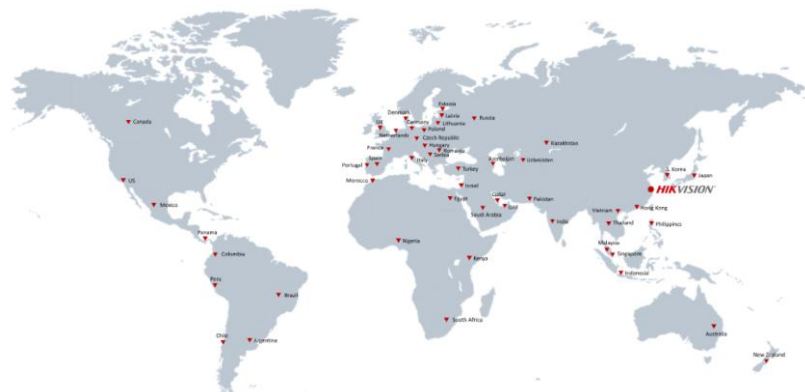 Canada
US
Mexico
Panama
Colombia
Peru
Brazil
Chile
Argentina
Denmark
UK
Netherlands
Germany
Estonia
Latvia
Lithuania
Poland
Russia
Czech Republic
Hungary
Romania
Serbia
France
Spain
Portugal
Italy
Morocco
Turkey
Israel
Egypt
Azerbaijan
Uzbekistan
Kazakhstan
Qatar
UAE
Saudi Arabia
Pakistan
India
Nigeria
Kenya
South Africa
S. Korea
Japan
HIKVISION
Hong Kong
Vietnam
Thailand
Philippines
Malaysia
Singapore
Indonesia
Australia
New Zealand